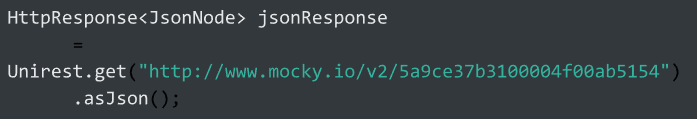 HttpResponse<JsonNode> jsonResponse
=
Unirest.get("http://www.mocky.io/v2/5a9ce37b3100004f00ab5154")
.asJson();